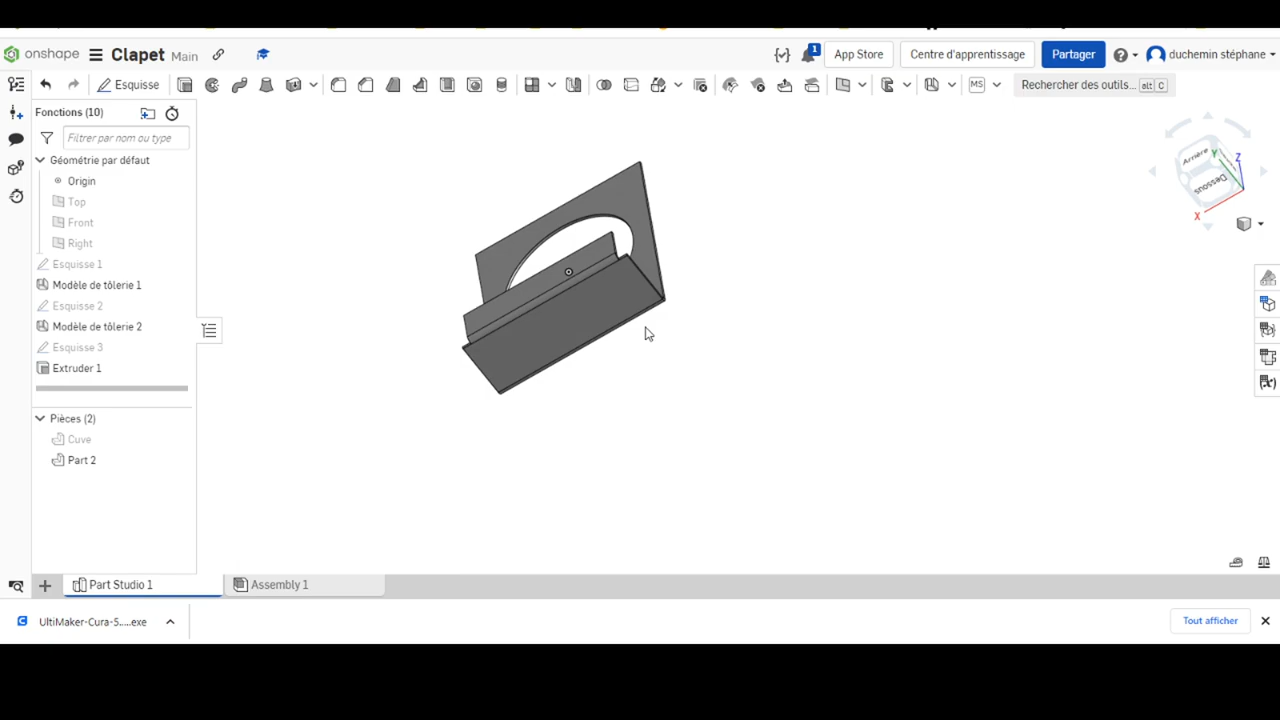 onshape Clapet Main 1 App Store Centre d'apprentissage Partager duchemin stéphane
Esquisse MS Rechercher des outils... alt C
Fonctions (10)
Filtrer par nom ou type
Géométrie par défaut
Origin
Top
Front
Right
Esquisse 1
Modèle de tôlerie 1
Esquisse 2
Modèle de tôlerie 2
Esquisse 3
Extruder 1
Pièces (2)
Cuve
Part 2
Arrière
Dessous
X
Y
Z
Part Studio 1
Assembly 1
UltiMaker-Cura-5.....exe
Tout afficher